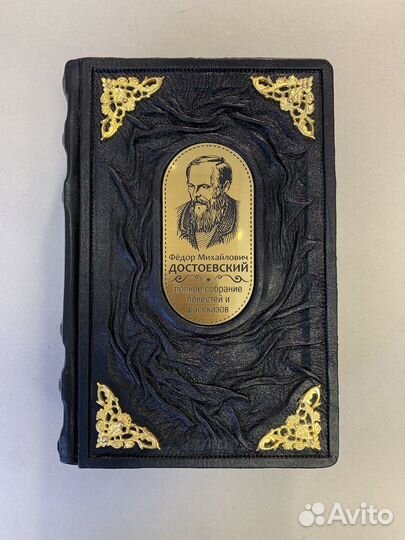 Фёдор Михайлович
ДОСТОЕВСКИЙ
полное собрание
повестей и
рассказов
Avito